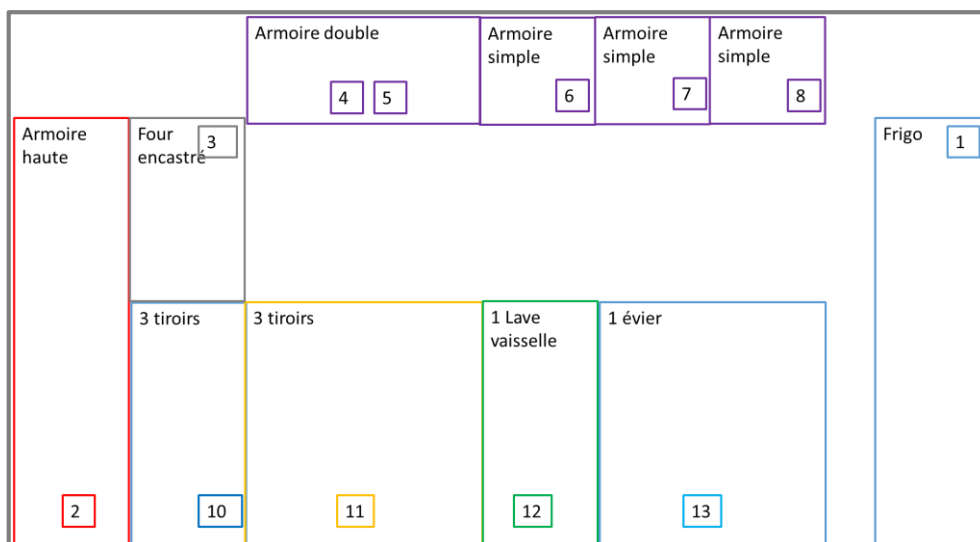 Armoire double
4 5
Armoire
simple
6
Armoire
simple
7
Armoire
simple
8
Armoire
haute
2
Four
encastré
3
Frigo
1
3 tiroirs
10
3 tiroirs
11
1 Lave
vaisselle
12
1 évier
13